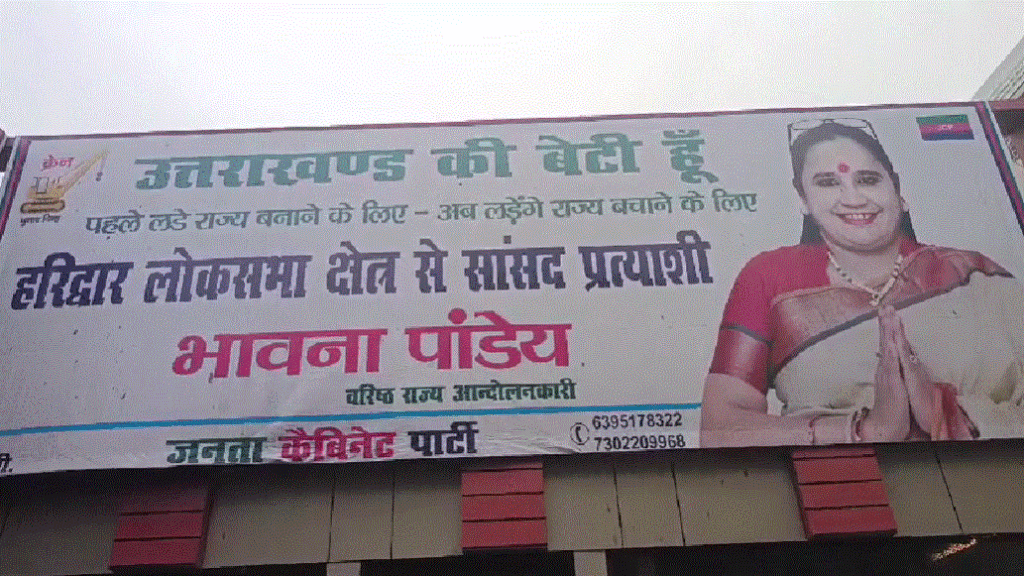 क्रेन
चुनाव चिन्ह
उत्तराखण्ड की बेटी हूँ
पहले लडे राज्य बनाने के लिए - अब लड़ेंगे राज्य बचाने के लिए
हरिद्वार लोकसभा क्षेत्र से सांसद प्रत्याशी
भावना पांडेय
वरिष्ठ राज्य आन्दोलनकारी
जनता कैबिनेट पार्टी
6395178322
7302209968